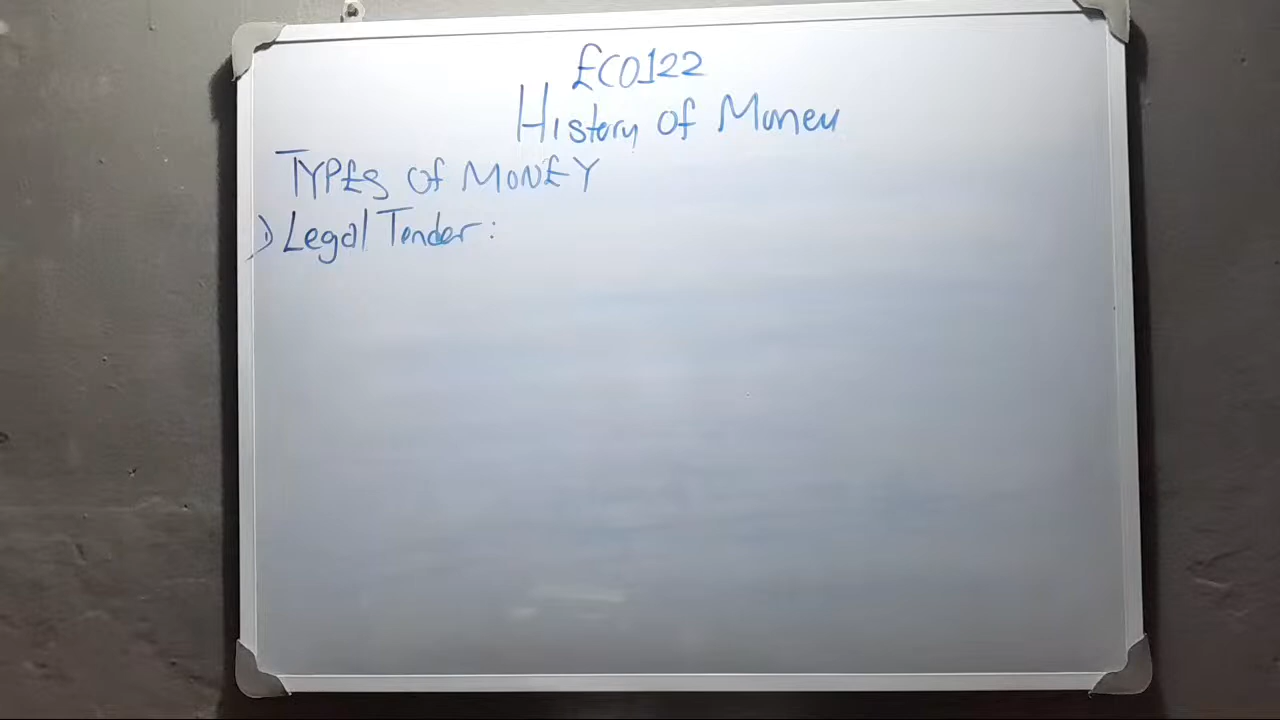 ECO122
History of Money
TYPES of MONEY
1) Legal Tender: